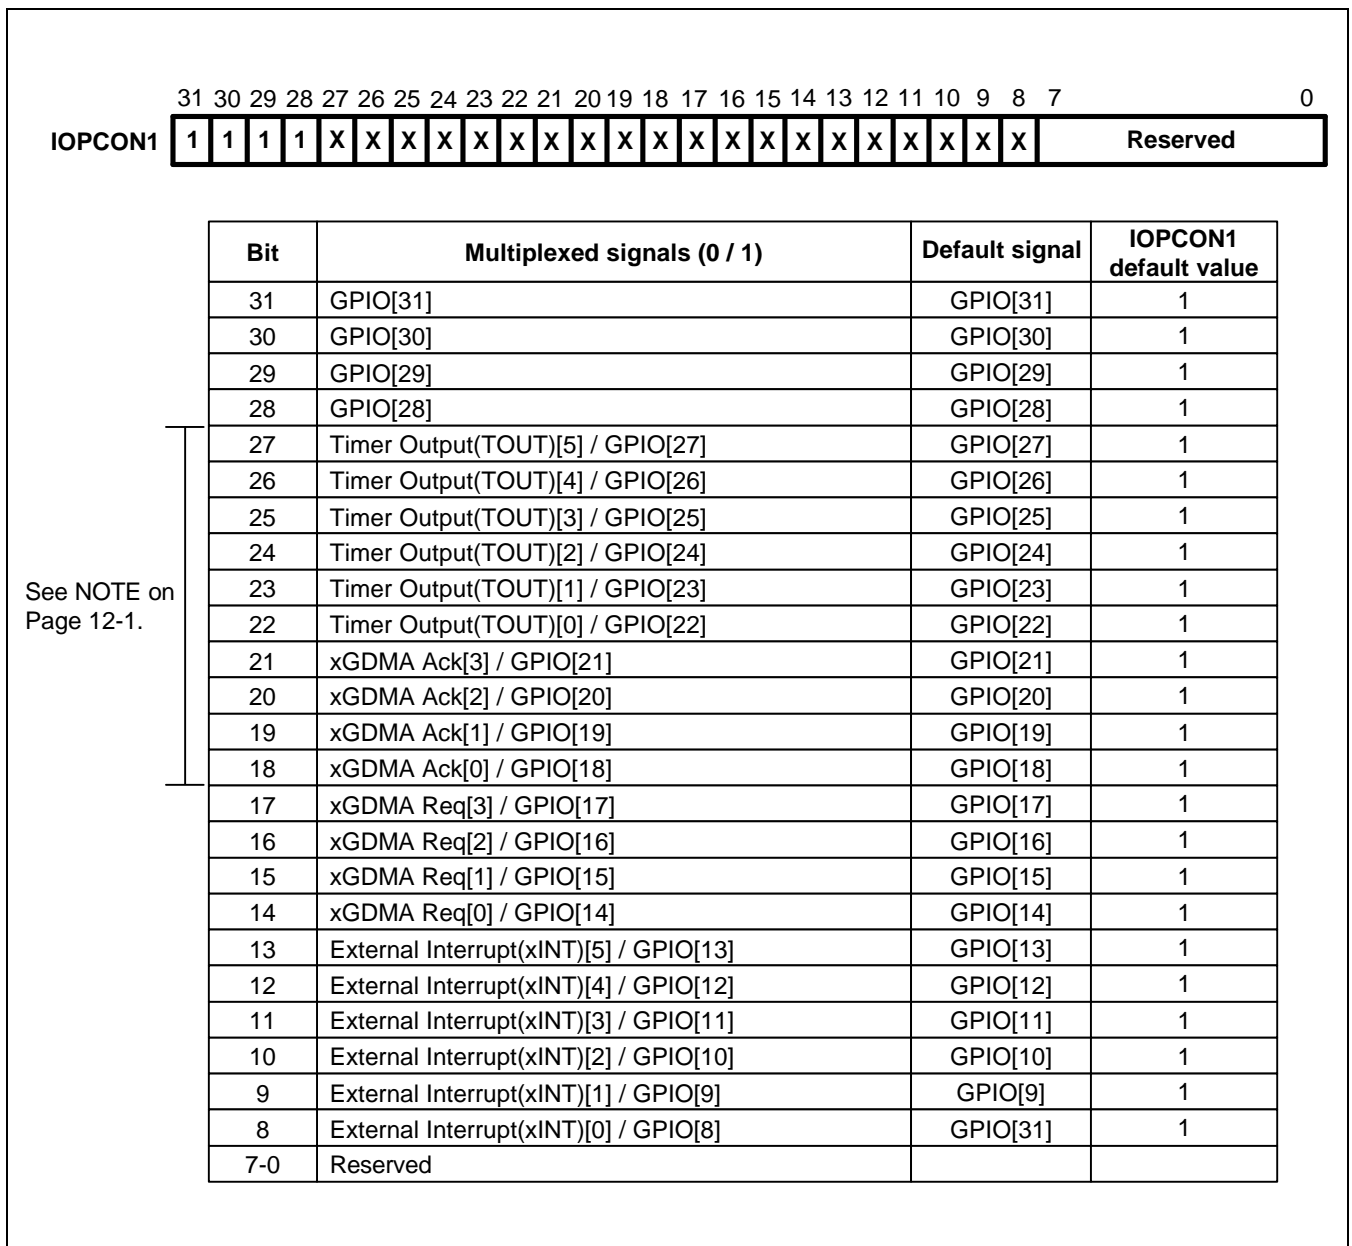 31 30 29 28 27 26 25 24 23 22 21 20 19 18 17 16 15 14 13 12 11 10 9 8 7 0
IOPCON1 1 1 1 1 X X X X X X X X X X X X X X X X X X X X Reserved
Bit Multiplexed signals (0 / 1) Default signal IOPCON1 default value
31 GPIO[31] GPIO[31] 1
30 GPIO[30] GPIO[30] 1
29 GPIO[29] GPIO[29] 1
28 GPIO[28] GPIO[28] 1
27 Timer Output(TOUT)[5] / GPIO[27] GPIO[27] 1
26 Timer Output(TOUT)[4] / GPIO[26] GPIO[26] 1
25 Timer Output(TOUT)[3] / GPIO[25] GPIO[25] 1
24 Timer Output(TOUT)[2] / GPIO[24] GPIO[24] 1
See NOTE on
23 Timer Output(TOUT)[1] / GPIO[23] GPIO[23] 1
Page 12-1.
22 Timer Output(TOUT)[0] / GPIO[22] GPIO[22] 1
21 xGDMA Ack[3] / GPIO[21] GPIO[21] 1
20 xGDMA Ack[2] / GPIO[20] GPIO[20] 1
19 xGDMA Ack[1] / GPIO[19] GPIO[19] 1
18 xGDMA Ack[0] / GPIO[18] GPIO[18] 1
17 xGDMA Req[3] / GPIO[17] GPIO[17] 1
16 xGDMA Req[2] / GPIO[16] GPIO[16] 1
15 xGDMA Req[1] / GPIO[15] GPIO[15] 1
14 xGDMA Req[0] / GPIO[14] GPIO[14] 1
13 External Interrupt(xINT)[5] / GPIO[13] GPIO[13] 1
12 External Interrupt(xINT)[4] / GPIO[12] GPIO[12] 1
11 External Interrupt(xINT)[3] / GPIO[11] GPIO[11] 1
10 External Interrupt(xINT)[2] / GPIO[10] GPIO[10] 1
9 External Interrupt(xINT)[1] / GPIO[9] GPIO[9] 1
8 External Interrupt(xINT)[0] / GPIO[8] GPIO[31] 1
7-0 Reserved